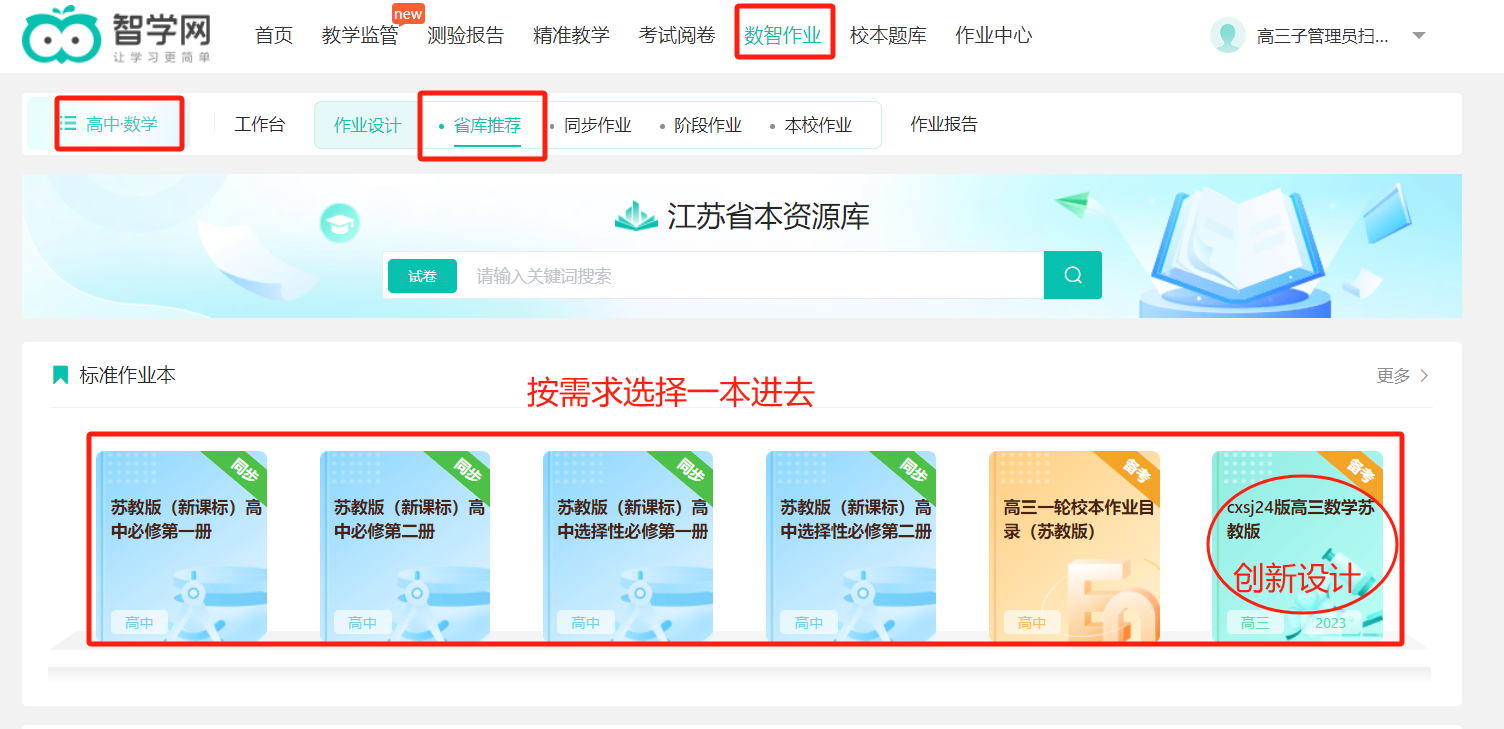 智学网
让学习更简单
首页 教学监管 new 测验报告 精准教学 考试阅卷 数智作业 校本题库 作业中心 高三子管理员扫...
高中·数学 工作台 作业设计 省库推荐 同步作业 阶段作业 本校作业 作业报告
江苏省本资源库
试卷 请输入关键词搜索
标准作业本 更多
按需求选择一本进去
同步
苏教版（新课标）高
中必修第一册
高中
同步
苏教版（新课标）高
中必修第二册
高中
同步
苏教版（新课标）高
中选择性必修第一册
高中
同步
苏教版（新课标）高
中选择性必修第二册
高中
备考
高三一轮校本作业目
录（苏教版）
高中
备考
cxsj24版高三数学苏
教版
创新设计
高三 2023